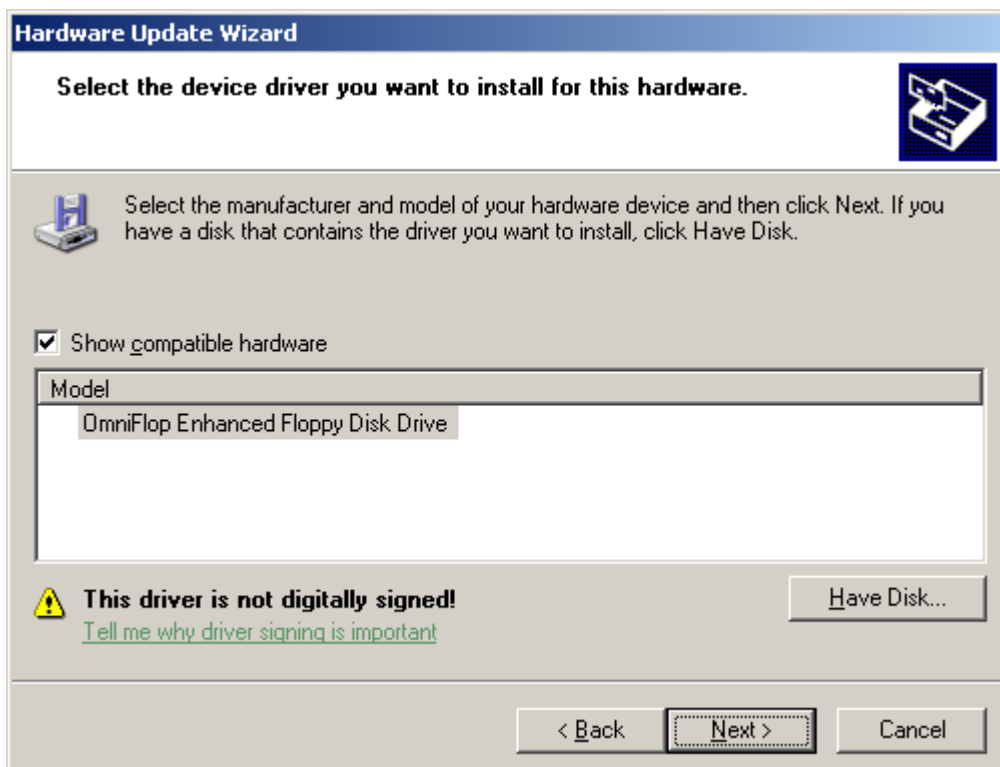 Hardware Update Wizard
Select the device driver you want to install for this hardware.
Select the manufacturer and model of your hardware device and then click Next. If you
have a disk that contains the driver you want to install, click Have Disk.
Show compatible hardware
Model
OmniFlop Enhanced Floppy Disk Drive
This driver is not digitally signed!
Have Disk...
Tell me why driver signing is important
< Back
Next >
Cancel